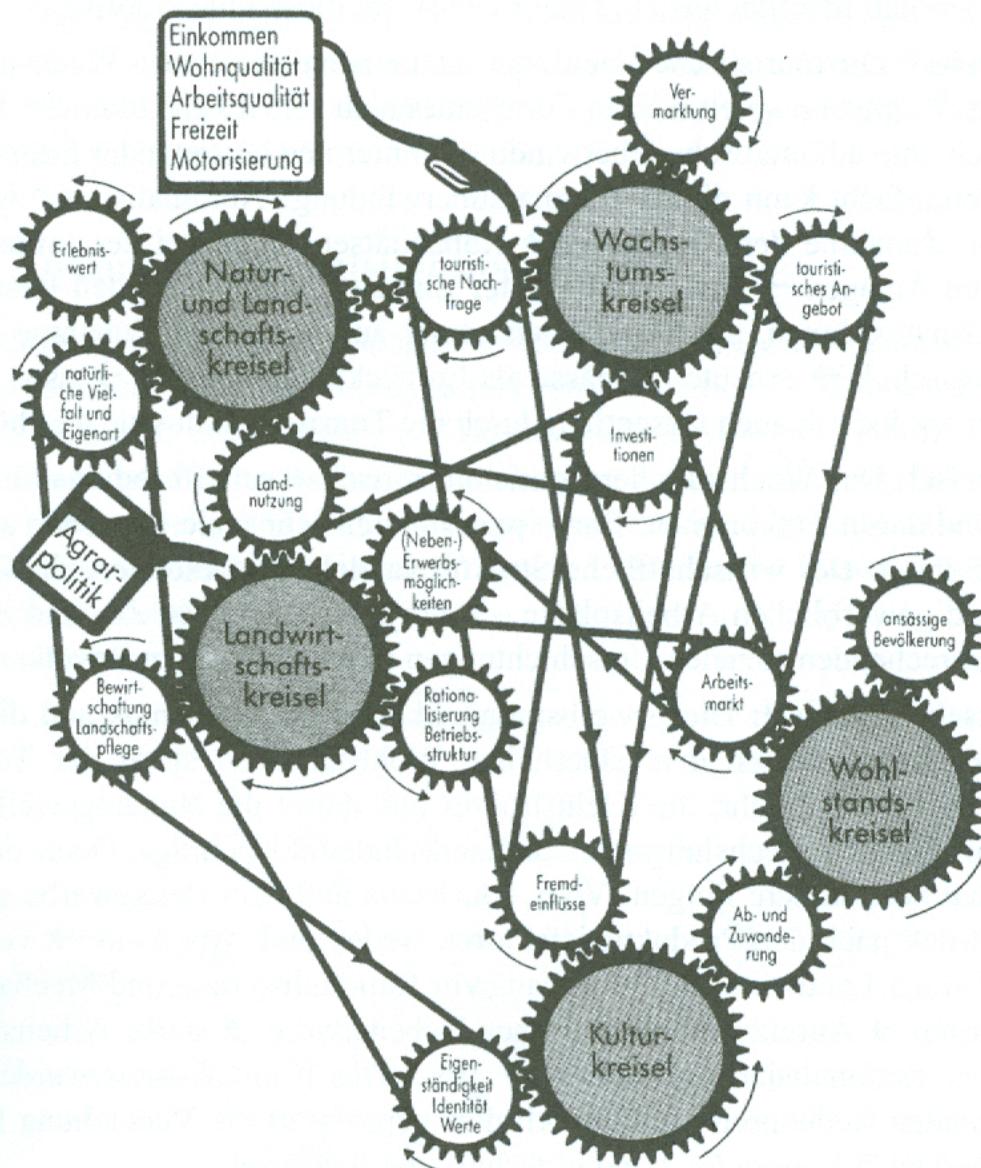 Einkommen
Wohnqualität
Arbeitsqualität
Freizeit
Motorisierung
Ver-
marktung
Erlebnis-
wert
Natur-
und Land-
schafts-
kreisel
touristi-
sche Nach-
frage
Wachs-
tums-
kreisel
touristi-
sches An-
gebot
natürli-
che Viel-
falt und
Eigenart
Land-
nutzung
Investi-
tionen
(Neben-)
Erwerbs-
möglich-
keiten
Agrar-
politik
Landwirt-
schafts-
kreisel
ansässige
Bevölkerung
Bewirt-
schaftung
Landschafts-
pflege
Rationa-
lisierung
Betriebs-
struktur
Arbeits-
markt
Wohl-
stands-
kreisel
Fremd-
einflüsse
Ab- und
Zuwande-
rung
Kultur-
kreisel
Eigen-
ständigkeit
Identität
Werte